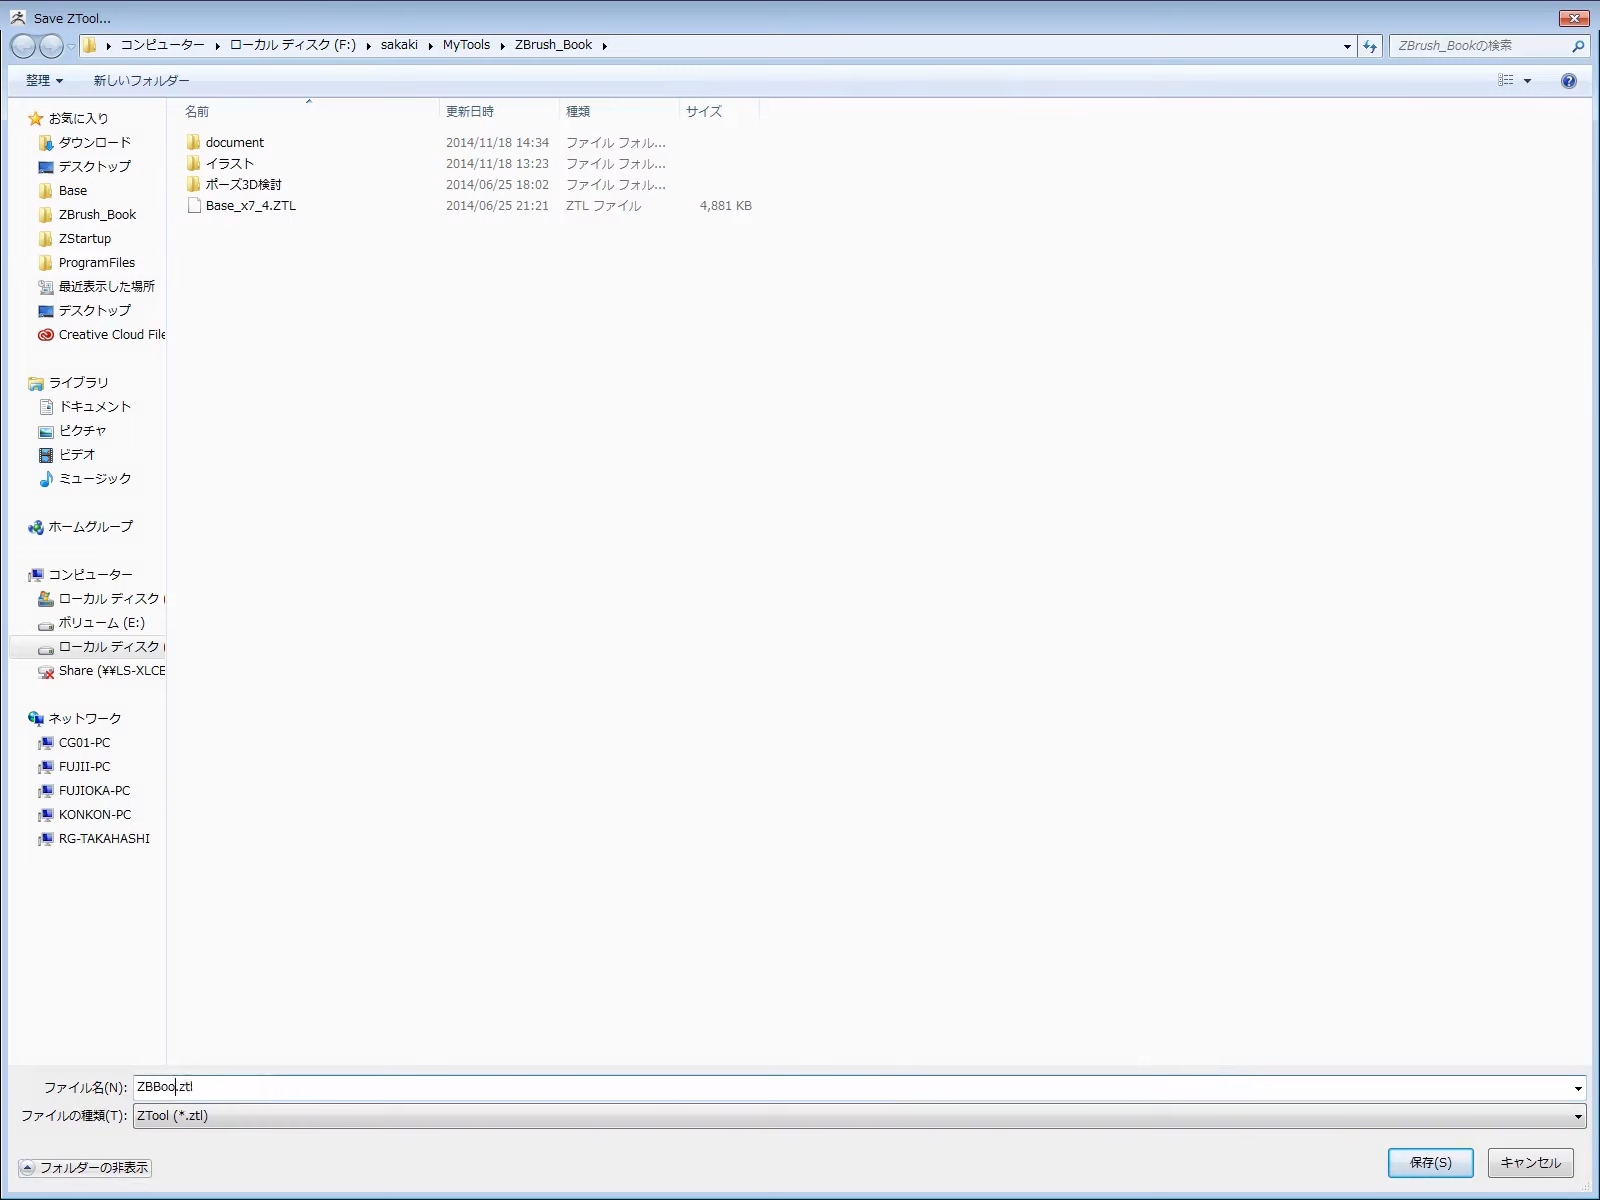 Save ZTool...
コンピューター ローカル ディスク (F:) sakaki MyTools ZBrush_Book
ZBrush_Bookの検索
整理 新しいフォルダー
名前 更新日時 種類 サイズ
document 2014/11/18 14:34 ファイル フォル...
イラスト 2014/11/18 13:23 ファイル フォル...
ポーズ3D検討 2014/06/25 18:02 ファイル フォル...
Base_x7_4.ZTL 2014/06/25 21:21 ZTL ファイル 4,881 KB
お気に入り
ダウンロード
デスクトップ
Base
ZBrush_Book
ZStartup
ProgramFiles
最近表示した場所
デスクトップ
Creative Cloud File
ライブラリ
ドキュメント
ピクチャ
ビデオ
ミュージック
ホームグループ
コンピューター
ローカル ディスク (
ボリューム (E:)
ローカル ディスク (
Share (¥¥LS-XLCE
ネットワーク
CG01-PC
FUJII-PC
FUJIOKA-PC
KONKON-PC
RG-TAKAHASHI
ファイル名(N): ZBBoo.ztl
ファイルの種類(T): ZTool (*.ztl)
フォルダーの非表示
保存(S) キャンセル